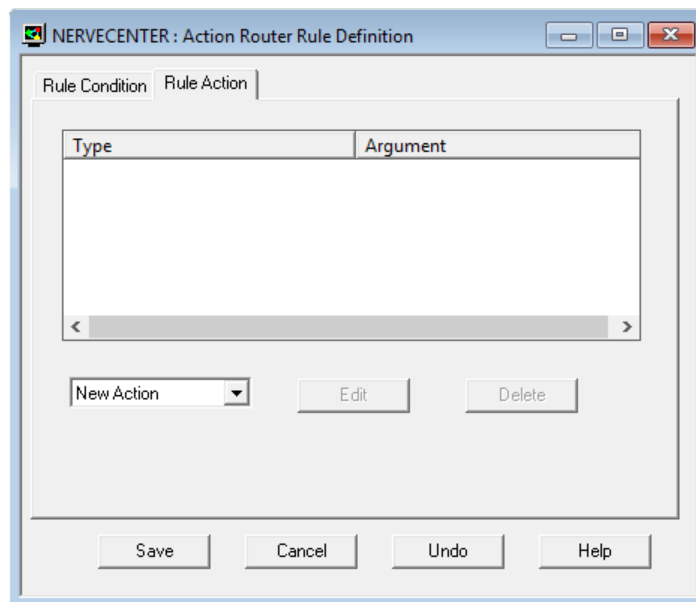 NERVECENTER : Action Router Rule Definition
Rule Condition Rule Action
Type Argument
New Action Edit Delete
Save Cancel Undo Help